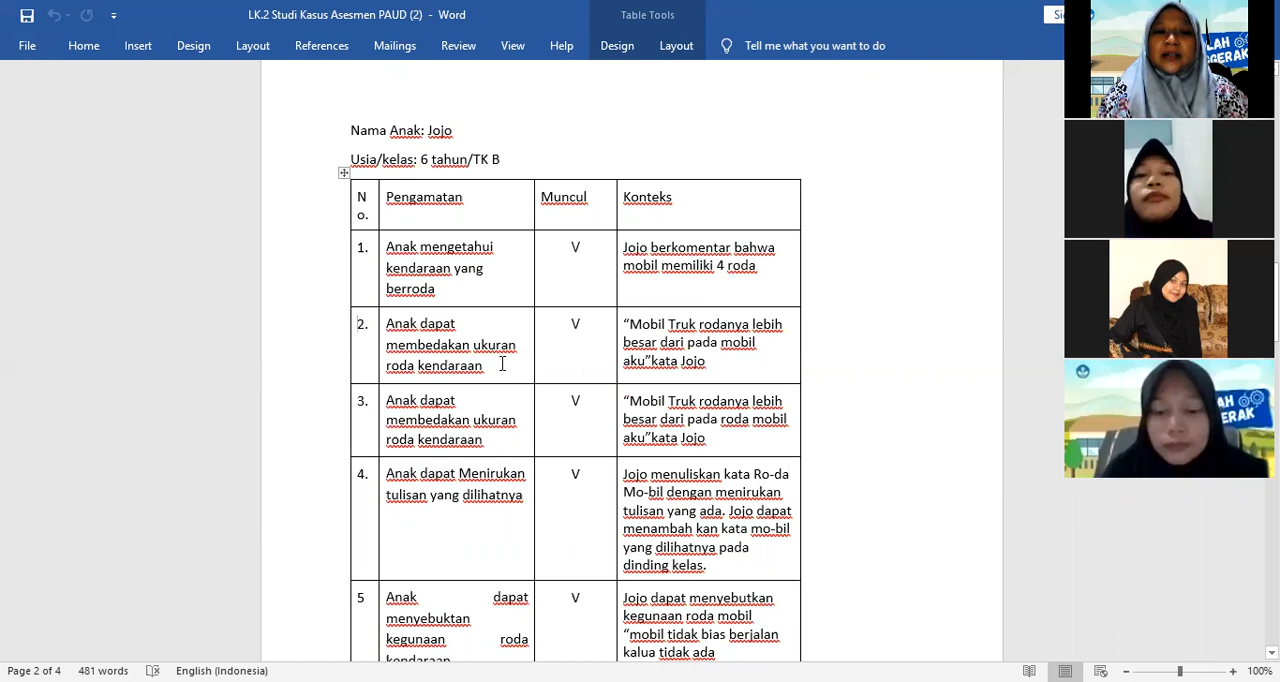 LK.2 Studi Kasus Asesmen PAUD (2) - Word
Table Tools
File
Home
Insert
Design
Layout
References
Mailings
Review
View
Help
Design
Layout
Tell me what you want to do
Nama Anak: Jojo
Usia/kelas: 6 tahun/TK B
N
o.
Pengamatan
Muncul
Konteks
1.
Anak mengetahui
kendaraan yang
berroda
V
Jojo berkomentar bahwa
mobil memiliki 4 roda
2.
Anak dapat
membedakan ukuran
roda kendaraan
V
“Mobil Truk rodanya lebih
besar dari pada mobil
aku”kata Jojo
3.
Anak dapat
membedakan ukuran
roda kendaraan
V
“Mobil Truk rodanya lebih
besar dari pada roda mobil
aku”kata Jojo
4.
Anak dapat Menirukan
tulisan yang dilihatnya
V
Jojo menuliskan kata Ro-da
Mo-bil dengan menirukan
tulisan yang ada. Jojo dapat
menambah kan kata mo-bil
yang dilihatnya pada
dinding kelas.
5
Anak dapat
menyebuktan
kegunaan roda
kendaraan
V
Jojo dapat menyebutkan
kegunaan roda mobil
“mobil tidak bias berjalan
kalua tidak ada
Page 2 of 4
481 words
English (Indonesia)
100%